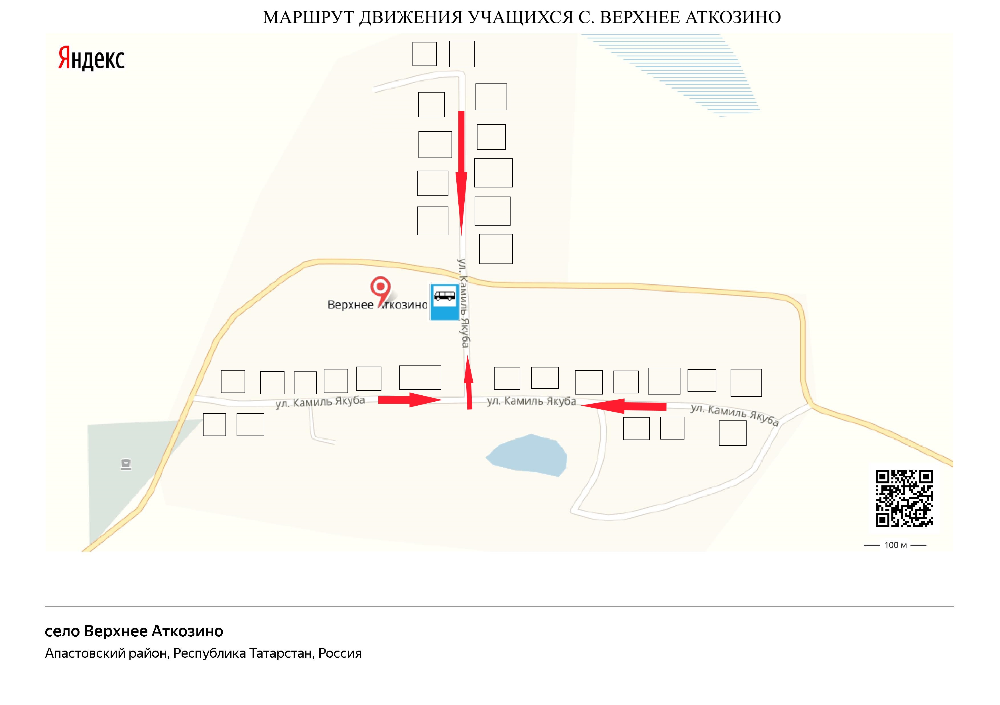 МАРШРУТ ДВИЖЕНИЯ УЧАЩИХСЯ С. ВЕРХНЕЕ АТКОЗИНО
Яндекс
ул. Камиль Якуба
Верхнее Аткозино
ул. Камиль Якуба
ул. Камиль Якуба
ул. Камиль Якуба
100 м
село Верхнее Аткозино
Апастовский район, Республика Татарстан, Россия